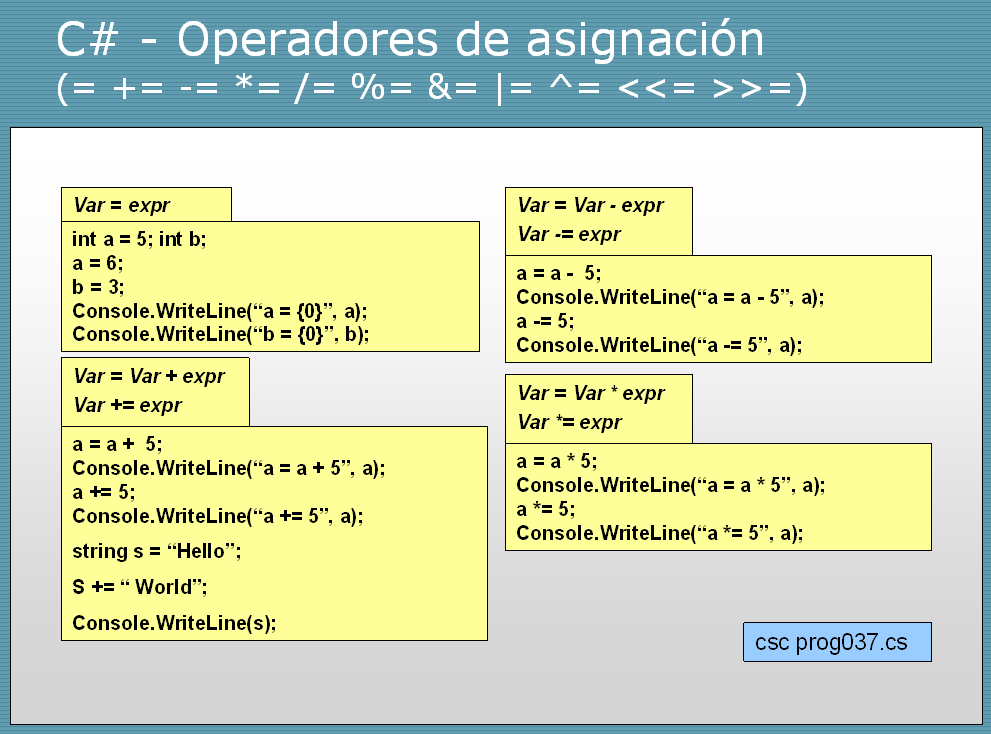 C# - Operadores de asignación
(= += -= *= /= %= &= |= ^= <<= >>=)
Var = expr
int a = 5; int b;
a = 6;
b = 3;
Console.WriteLine(“a = {0}”, a);
Console.WriteLine(“b = {0}”, b);
Var = Var + expr
Var += expr
a = a +  5;
Console.WriteLine(“a = a + 5”, a);
a += 5;
Console.WriteLine(“a += 5”, a);
string s = “Hello”;
S += “ World”;
Console.WriteLine(s);
Var = Var - expr
Var -= expr
a = a -  5;
Console.WriteLine(“a = a - 5”, a);
a -= 5;
Console.WriteLine(“a -= 5”, a);
Var = Var * expr
Var *= expr
a = a * 5;
Console.WriteLine(“a = a * 5”, a);
a *= 5;
Console.WriteLine(“a *= 5”, a);
csc prog037.cs